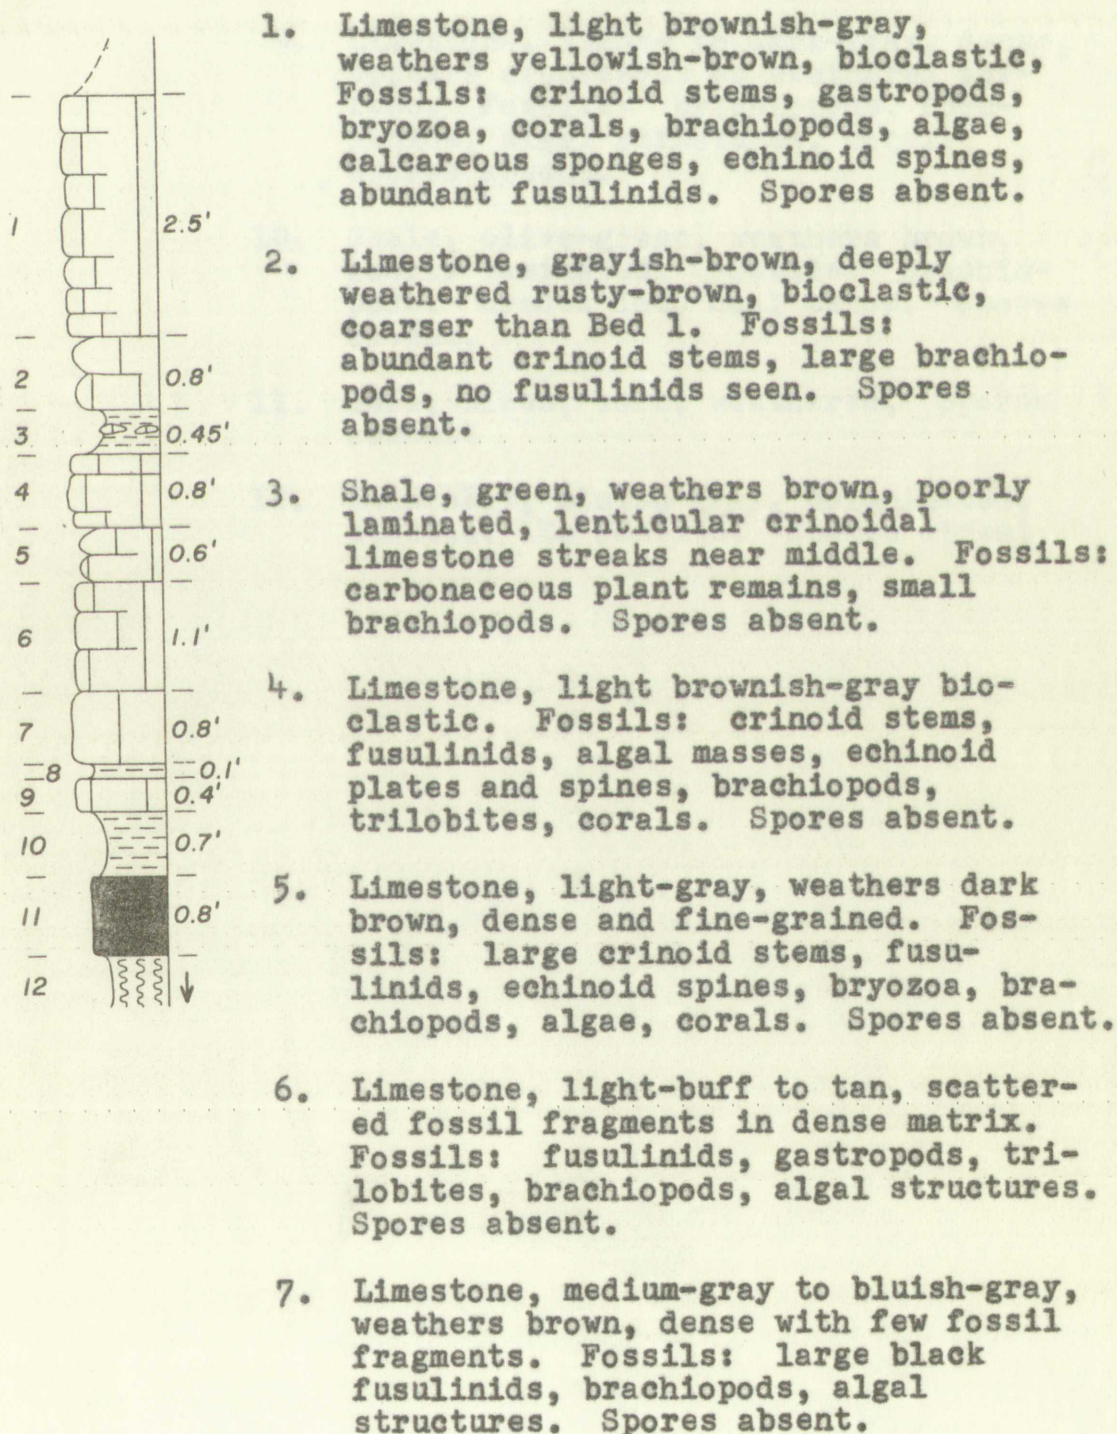 1. Limestone, light brownish-gray,
weathers yellowish-brown, bioclastic,
Fossils: crinoid stems, gastropods,
bryozoa, corals, brachiopods, algae,
calcareous sponges, echinoid spines,
abundant fusulinids. Spores absent.
2. Limestone, grayish-brown, deeply
weathered rusty-brown, bioclastic,
coarser than Bed 1. Fossils:
abundant crinoid stems, large brachio-
pods, no fusulinids seen. Spores
absent.
3. Shale, green, weathers brown, poorly
laminated, lenticular crinoidal
limestone streaks near middle. Fossils:
carbonaceous plant remains, small
brachiopods. Spores absent.
4. Limestone, light brownish-gray bio-
clastic. Fossils: crinoid stems,
fusulinids, algal masses, echinoid
plates and spines, brachiopods,
trilobites, corals. Spores absent.
5. Limestone, light-gray, weathers dark
brown, dense and fine-grained. Fos-
sils: large crinoid stems, fusu-
linids, echinoid spines, bryozoa, bra-
chiopods, algae, corals. Spores absent.
6. Limestone, light-buff to tan, scatter-
ed fossil fragments in dense matrix.
Fossils: fusulinids, gastropods, tri-
lobites, brachiopods, algal structures.
Spores absent.
7. Limestone, medium-gray to bluish-gray,
weathers brown, dense with few fossil
fragments. Fossils: large black
fusulinids, brachiopods, algal
structures. Spores absent.
1 2.5'
2 0.8'
3 0.45'
4 0.8'
5 0.6'
6 1.1'
7 0.8'
8 0.1'
9 0.4'
10 0.7'
11 0.8'
12